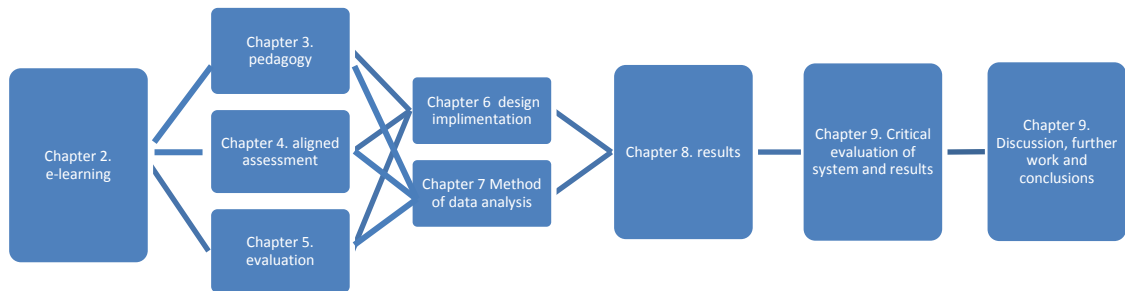 Chapter 2.
e-learning
Chapter 3.
pedagogy
Chapter 4. aligned
assessment
Chapter 5.
evaluation
Chapter 6 design
implimentation
Chapter 7 Method
of data analysis
Chapter 8. results
Chapter 9. Critical
evaluation of
system and results
Chapter 9.
Discussion, further
work and
conclusions